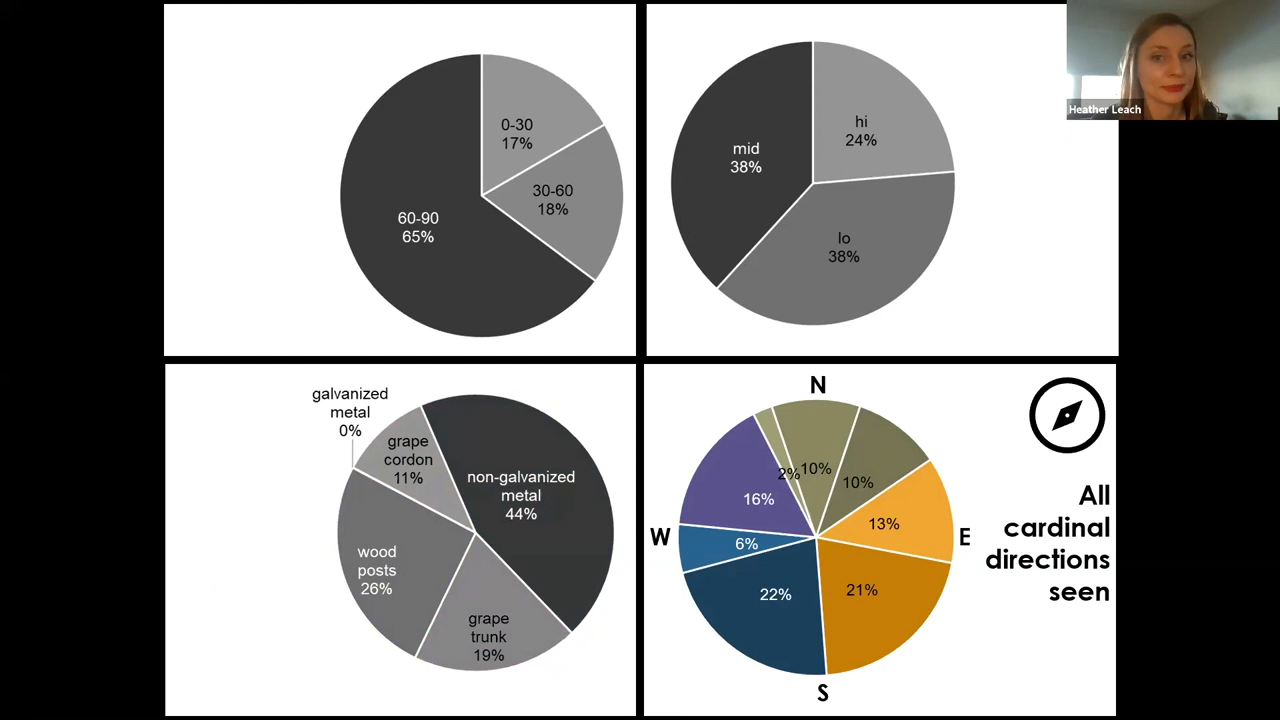 0-30
17%
30-60
18%
60-90
65%
hi
24%
mid
38%
lo
38%
Heather Leach
galvanized
metal
0%
grape
cordon
11%
non-galvanized
metal
44%
wood
posts
26%
grape
trunk
19%
N
2%
10%
10%
16%
13%
W
6%
E
22%
21%
S
All
cardinal
directions
seen